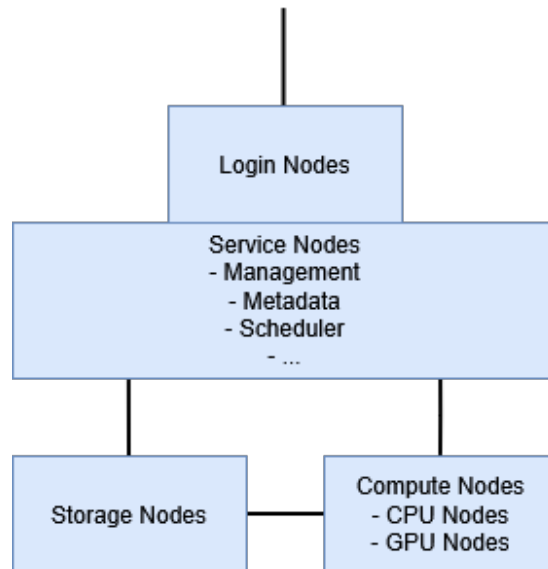 Login Nodes
Service Nodes
- Management
- Metadata
- Scheduler
- ...
Storage Nodes
Compute Nodes
- CPU Nodes
- GPU Nodes